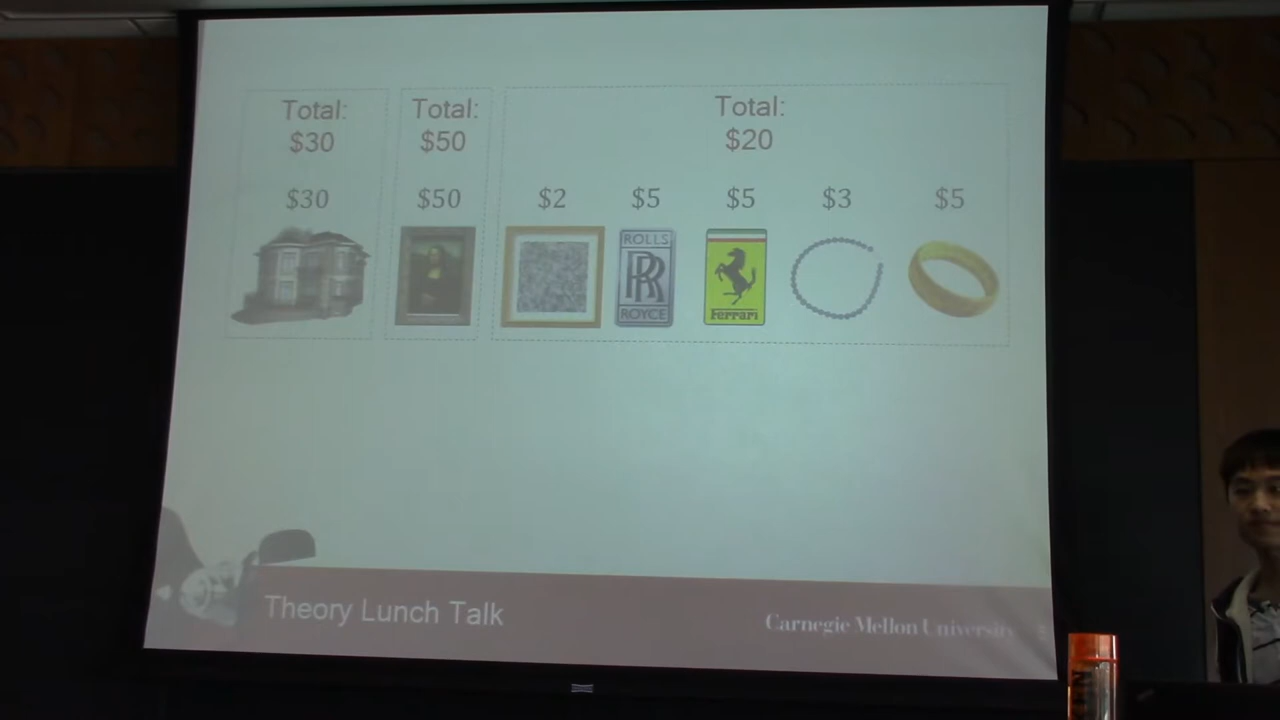 Total:
$30
Total:
$50
Total:
$20
$30
$50
$2
$5
$5
$3
$5
ROLLS
RR
ROYCE
Ferrari
Theory Lunch Talk
Carnegie Mellon University